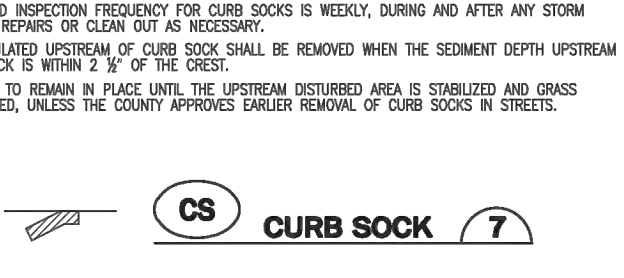 D INSPECTION FREQUENCY FOR CURB SOCKS IS WEEKLY, DURING AND AFTER ANY STORM
REPAIRS OR CLEAN OUT AS NECESSARY.
LATED UPSTREAM OF CURB SOCK SHALL BE REMOVED WHEN THE SEDIMENT DEPTH UPSTREAM
CK IS WITHIN 2 ½" OF THE CREST.
TO REMAIN IN PLACE UNTIL THE UPSTREAM DISTURBED AREA IS STABILIZED AND GRASS
ED, UNLESS THE COUNTY APPROVES EARLIER REMOVAL OF CURB SOCKS IN STREETS.
CS CURB SOCK 7